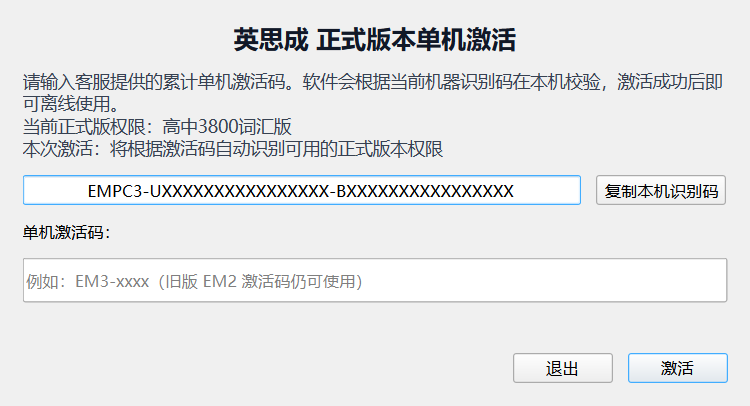 英思成 正式版本单机激活
请输入客服提供的累计单机激活码。软件会根据当前机器识别码在本机校验，激活成功后即
可离线使用。
当前正式版权限：高中3800词汇版
本次激活：将根据激活码自动识别可用的正式版本权限
EMPC3-UXXXXXXXXXXXXXXXX-BXXXXXXXXXXXXXXXX
复制本机识别码
单机激活码：
例如：EM3-xxxx（旧版 EM2 激活码仍可使用）
退出
激活